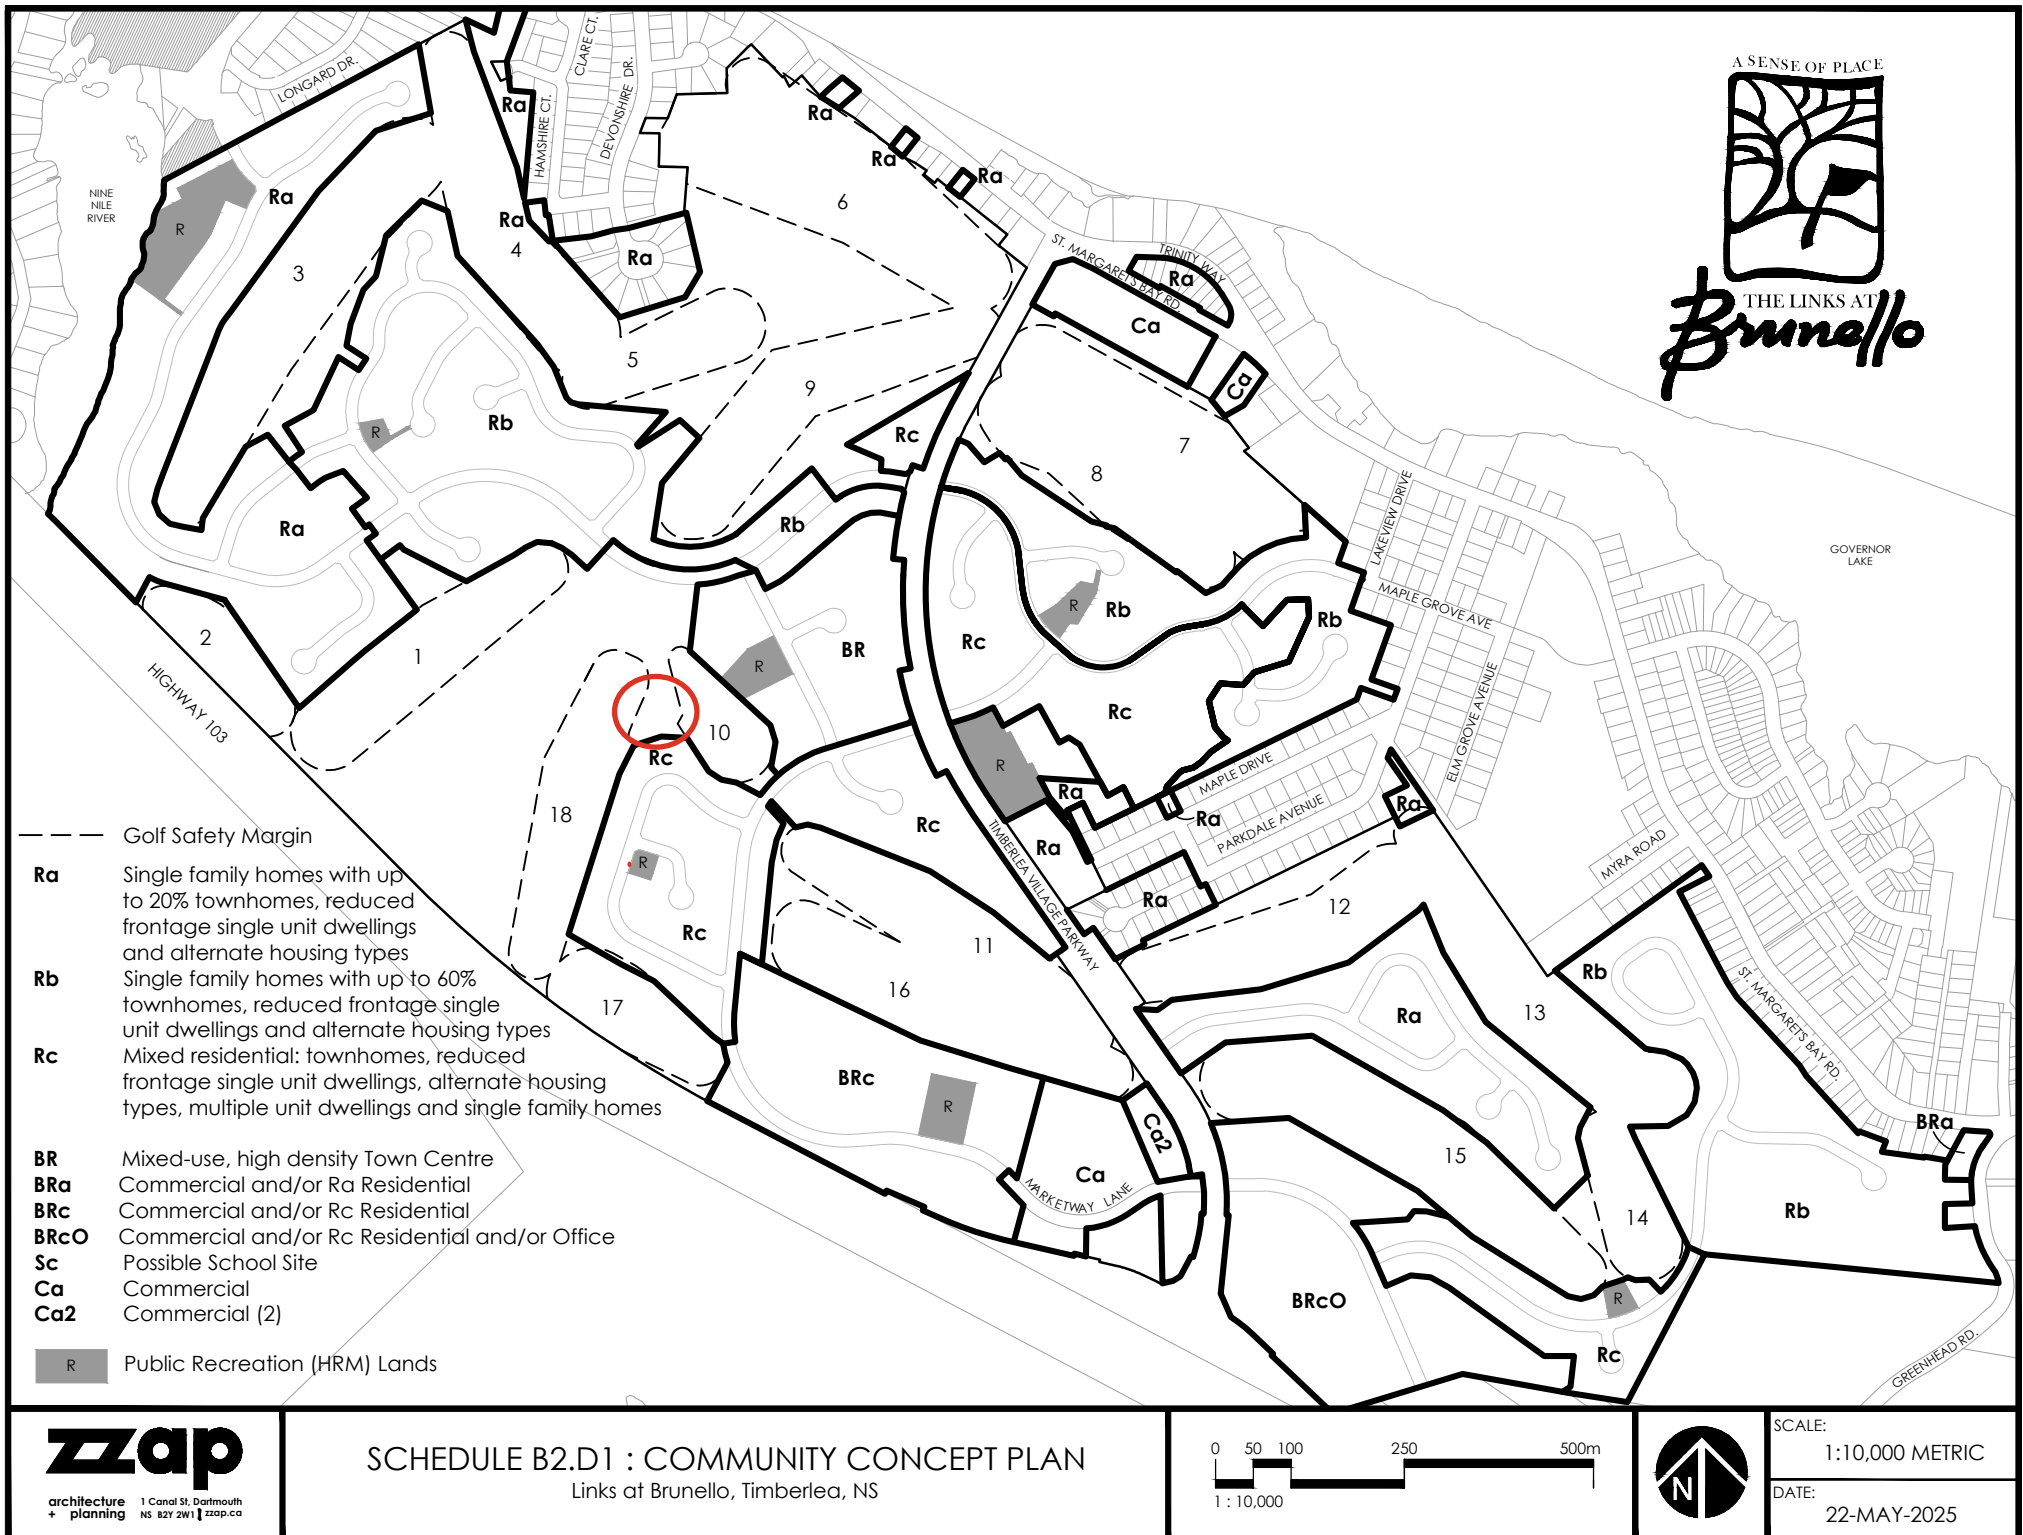 A SENSE OF PLACE
THE LINKS AT
Brunello
LONGARD DR.
CLARE CT.
HAMSHIRE CT.
DEVONSHIRE DR.
NINE
NILE
RIVER
R
Ra
Ra
Ra
Ra
Ra
Ra
Ra
3
4
6
5
9
ST. MARGARET'S BAY RD.
TRINITY WAY
Ra
Ca
Ca
7
8
R
Rb
Rc
Ra
Rb
LAKEVIEW DRIVE
GOVERNOR
LAKE
MAPLE GROVE AVE
ELM GROVE AVENUE
2
1
HIGHWAY 103
R
BR
Rc
R
Rb
Rb
Rc
10
Rc
18
R
Rc
Rc
R
Ra
Ra
MAPLE DRIVE
PARKDALE AVENUE
Ra
Ra
Ra
TIMBERLEA VILLAGE PARKWAY
MYRA ROAD
12
11
16
17
Ra
13
Rb
ST. MARGARETS BAY RD.
BRa
BRc
R
Ca2
Ca
MARKETWAY LANE
15
14
Rb
BRcO
R
Rc
GREENHEAD RD.
Golf Safety Margin
Ra Single family homes with up
to 20% townhomes, reduced
frontage single unit dwellings
and alternate housing types
Rb Single family homes with up to 60%
townhomes, reduced frontage single
unit dwellings and alternate housing types
Rc Mixed residential: townhomes, reduced
frontage single unit dwellings, alternate housing
types, multiple unit dwellings and single family homes
BR Mixed-use, high density Town Centre
BRa Commercial and/or Ra Residential
BRc Commercial and/or Rc Residential
BRcO Commercial and/or Rc Residential and/or Office
Sc Possible School Site
Ca Commercial
Ca2 Commercial (2)
R Public Recreation (HRM) Lands
zzap
architecture
+ planning
1 Canal St, Dartmouth
NS B2Y 2W1 zzap.ca
SCHEDULE B2.D1 : COMMUNITY CONCEPT PLAN
Links at Brunello, Timberlea, NS
0 50 100 250 500m
1 : 10,000
N
SCALE:
1:10,000 METRIC
DATE:
22-MAY-2025